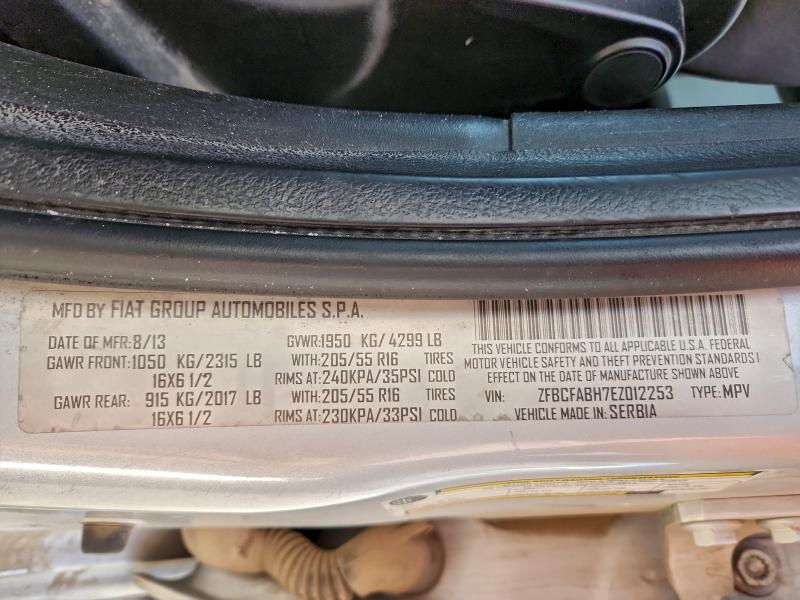 MFD BY FIAT GROUP AUTOMOBILES S.P.A.
DATE OF MFR: 8/13 GVWR: 1950 KG/ 4299 LB
GAWR FRONT: 1050 KG/2315 LB WITH: 205/55 R16 TIRES
16X6 1/2 RIMS AT: 240KPA/35PSI COLD
GAWR REAR: 915 KG/2017 LB WITH: 205/55 R16 TIRES
16X6 1/2 RIMS AT: 230KPA/33PSI COLD
THIS VEHICLE CONFORMS TO ALL APPLICABLE U.S.A. FEDERAL
MOTOR VEHICLE SAFETY AND THEFT PREVENTION STANDARDS I
EFFECT ON THE DATE OF MANUFACTURE SHOWN ABOVE
VIN: ZFBCFABH7EZ012253 TYPE: MPV
VEHICLE MADE IN: SERBIA